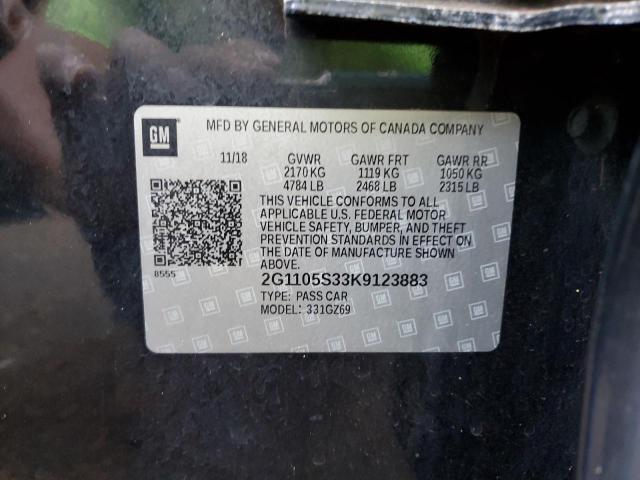 GM
MFD BY GENERAL MOTORS OF CANADA COMPANY
11/18 GVWR GAWR FRT GAWR RR
2170 KG 1119 KG 1050 KG
4784 LB 2468 LB 2315 LB
THIS VEHICLE CONFORMS TO ALL
APPLICABLE U.S. FEDERAL MOTOR
VEHICLE SAFETY, BUMPER, AND THEFT
PREVENTION STANDARDS IN EFFECT ON
THE DATE OF MANUFACTURE SHOWN
ABOVE.
8555
2G1105S33K9123883
TYPE: PASS CAR
MODEL: 331GZ69